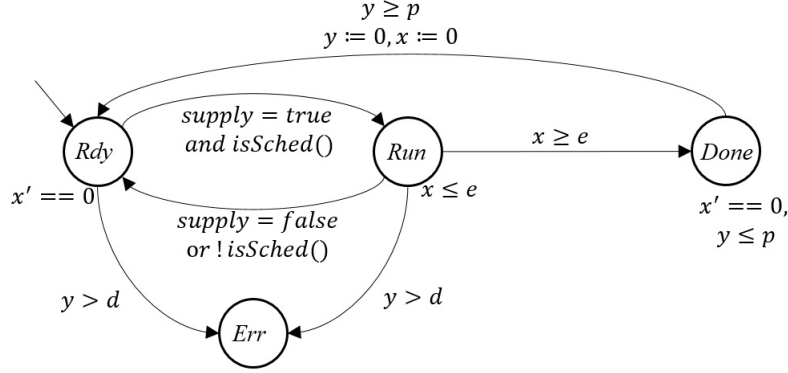 y ≥ p
y ≔ 0, x ≔ 0
supply = true
and isSched()
Rdy
Run
x ≥ e
Done
x′ == 0
x ≤ e
x′ == 0,
y ≤ p
supply = false
or ! isSched()
y > d
y > d
Err